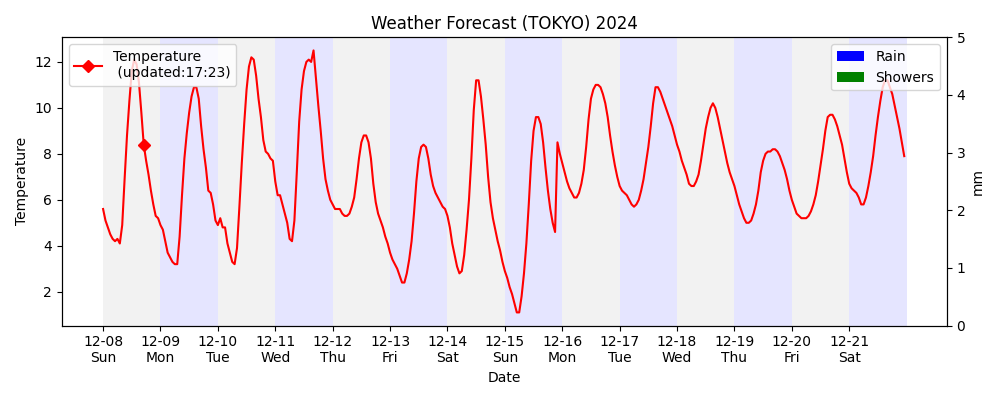 Weather Forecast (TOKYO) 2024
Temperature
(updated:17:23)
Rain
Showers
Temperature
12
10
8
6
4
2
5
4
3
2
1
0
mm
12-08 12-09 12-10 12-11 12-12 12-13 12-14 12-15 12-16 12-17 12-18 12-19 12-20 12-21
Sun Mon Tue Wed Thu Fri Sat Sun Mon Tue Wed Thu Fri Sat
Date